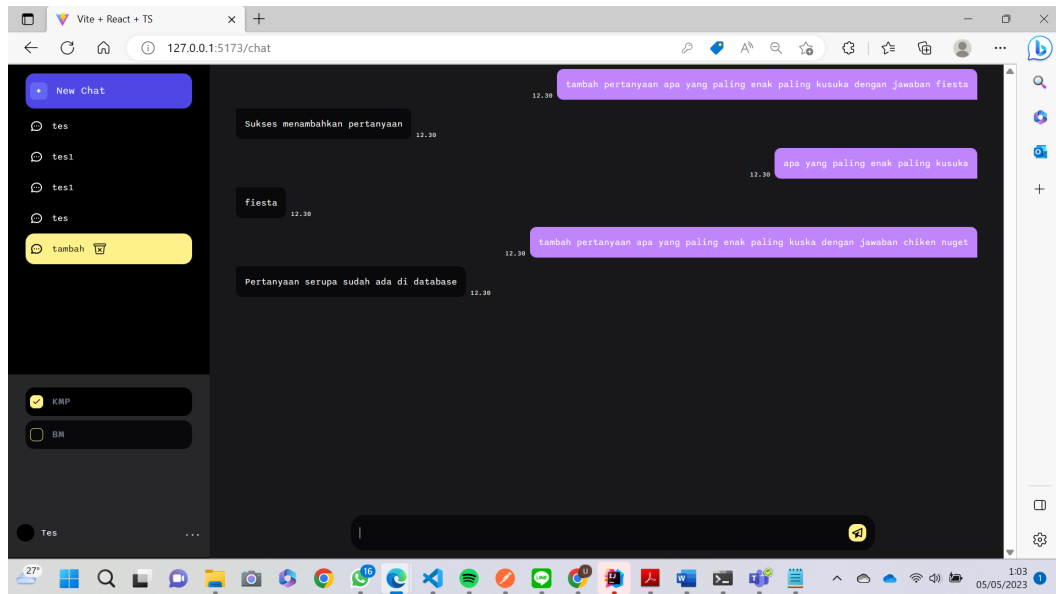 Vite + React + TS
127.0.0.1:5173/chat
New Chat
tes
tes1
tes1
tes
tambah
tambah pertanyaan apa yang paling enak paling kusuka dengan jawaban fiesta
12.30
Sukses menambahkan pertanyaan
12.30
apa yang paling enak paling kusuka
12.30
fiesta
12.30
tambah pertanyaan apa yang paling enak paling kuska dengan jawaban chiken nuget
12.30
Pertanyaan serupa sudah ada di database
12.30
KMP
BM
Tes
...
27°
16
U
1:03
05/05/2023
1